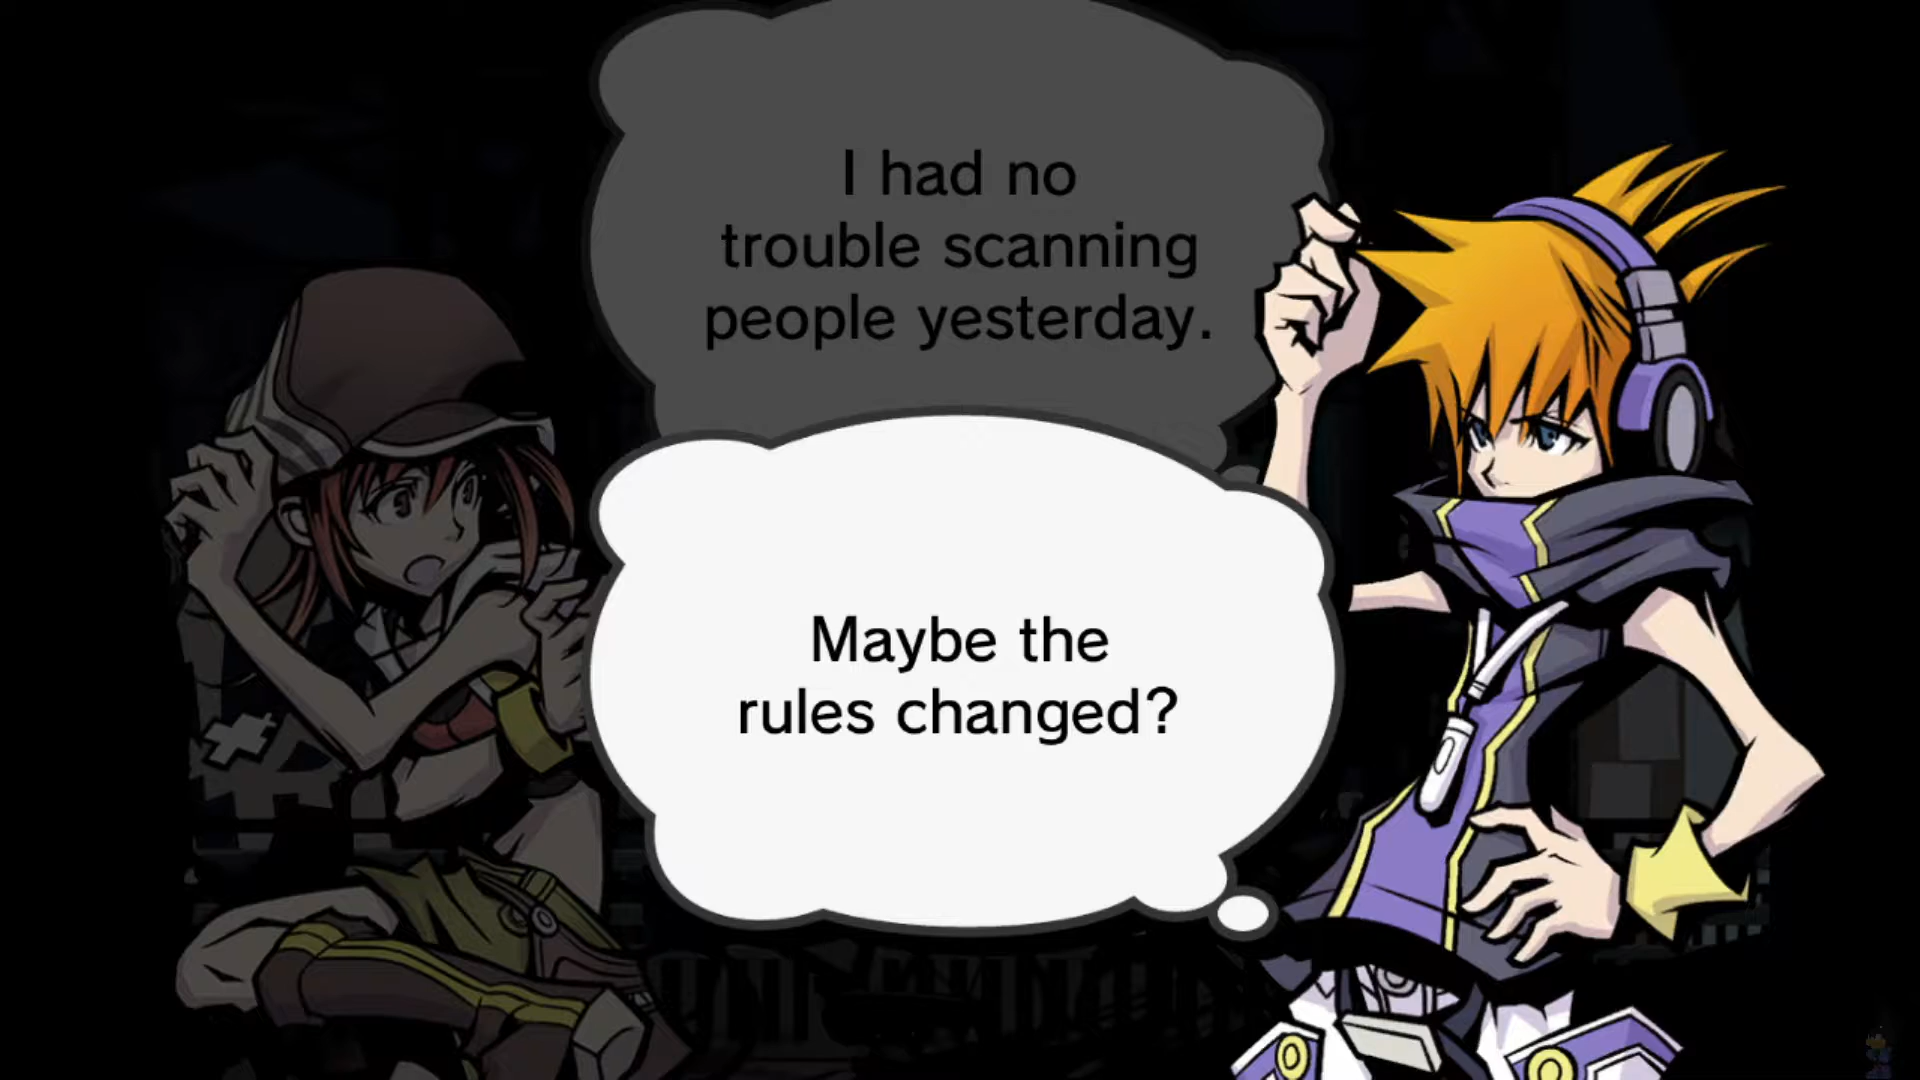 I had no
trouble scanning
people yesterday.
Maybe the
rules changed?